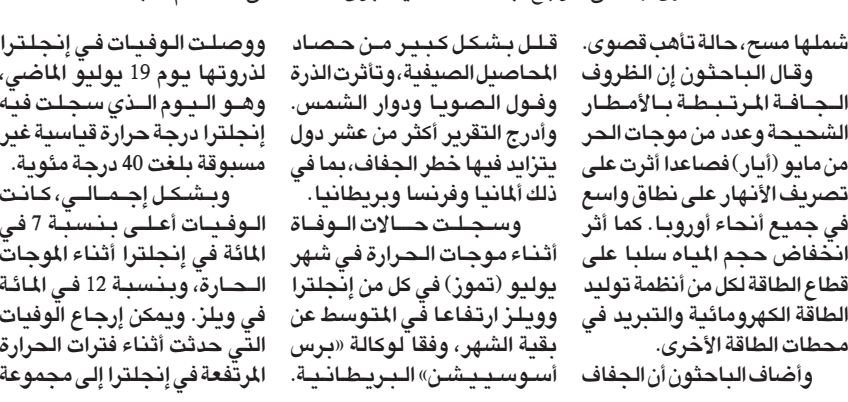 شملها مسح، حالة تأهب قصوى.
وقال الباحثون إن الظروف
الجافة المرتبطة بالأمطار
الشحيحة وعدد من موجات الحر
من مايو (أيار) فصاعدا أثرت على
تصريف الأنهار على نطاق واسع
في جميع أنحاء أوروبا. كما أثر
انخفاض حجم المياه سلبا على
قطاع الطاقة لكل من أنظمة توليد
الطاقة الكهرومائية والتبريد في
محطات الطاقة الأخرى.
وأضاف الباحثون أن الجفاف
قلل بشكل كبير من حصاد
المحاصيل الصيفية، وتأثرت الذرة
وفول الصويا ودوار الشمس.
وأدرج التقرير أكثر من عشر دول
يتزايد فيها خطر الجفاف، بما في
ذلك ألمانيا وفرنسا وبريطانيا.
وسجلت حالات الوفاة
أثناء موجات الحرارة في شهر
يوليو (تموز) في كل من إنجلترا
وويلز ارتفاعا في المتوسط عن
بقية الشهر، وفقا لوكالة «برس
أسوسييشن» البريطانية.
ووصلت الوفيات في إنجلترا
لذروتها يوم 19 يوليو الماضي،
وهو اليوم الذي سجلت فيه
إنجلترا درجة حرارة قياسية غير
مسبوقة بلغت 40 درجة مئوية.
وبشكل إجمالي، كانت
الوفيات أعلى بنسبة 7 في
المائة في إنجلترا أثناء الموجات
الحارة، وبنسبة 12 في المائة
في ويلز. ويمكن إرجاع الوفيات
التي حدثت أثناء فترات الحرارة
المرتفعة في إنجلترا إلى مجموعة